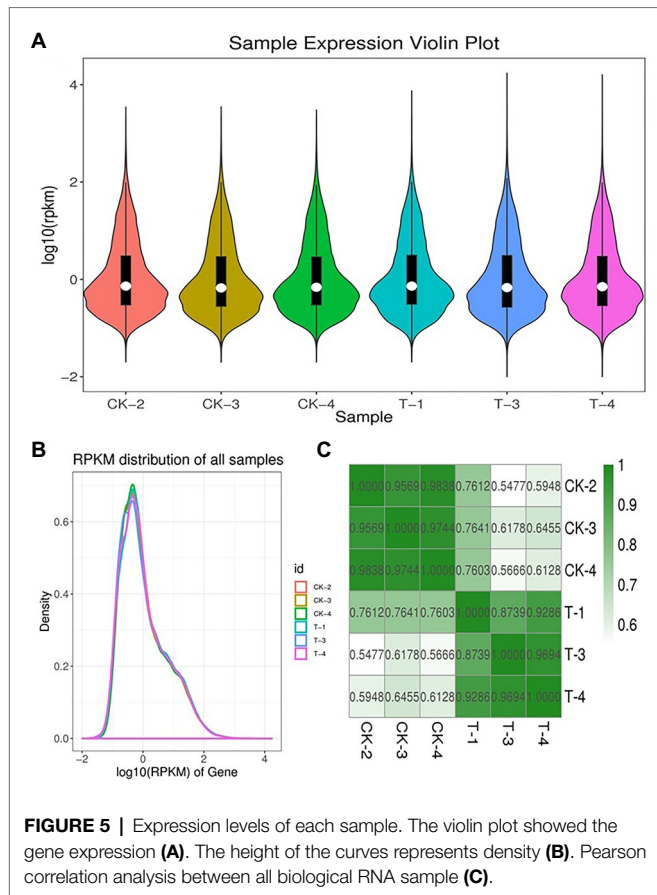 A
Sample Expression Violin Plot
log10(rpkm)
4
2
0
−2
CK−2 CK−3 CK−4 T−1 T−3 T−4
Sample
B
RPKM distribution of all samples
Density
0.6
0.4
0.2
0.0
−2 0 2 4
log10(RPKM) of Gene
id
CK−2
CK−3
CK−4
T−1
T−3
T−4
C
1.0000 0.9569 0.9838 0.7612 0.5477 0.5948 CK-2
0.9569 1.0000 0.9744 0.7641 0.6178 0.6455 CK-3
0.9838 0.9744 1.0000 0.7603 0.5666 0.6128 CK-4
0.7612 0.7641 0.7603 1.0000 0.8739 0.9286 T-1
0.5477 0.6178 0.5666 0.8739 1.0000 0.9694 T-3
0.5948 0.6455 0.6128 0.9286 0.9694 1.0000 T-4
CK-2 CK-3 CK-4 T-1 T-3 T-4
1
0.9
0.8
0.7
0.6
FIGURE 5 | Expression levels of each sample. The violin plot showed the
gene expression (A). The height of the curves represents density (B). Pearson
correlation analysis between all biological RNA sample (C).